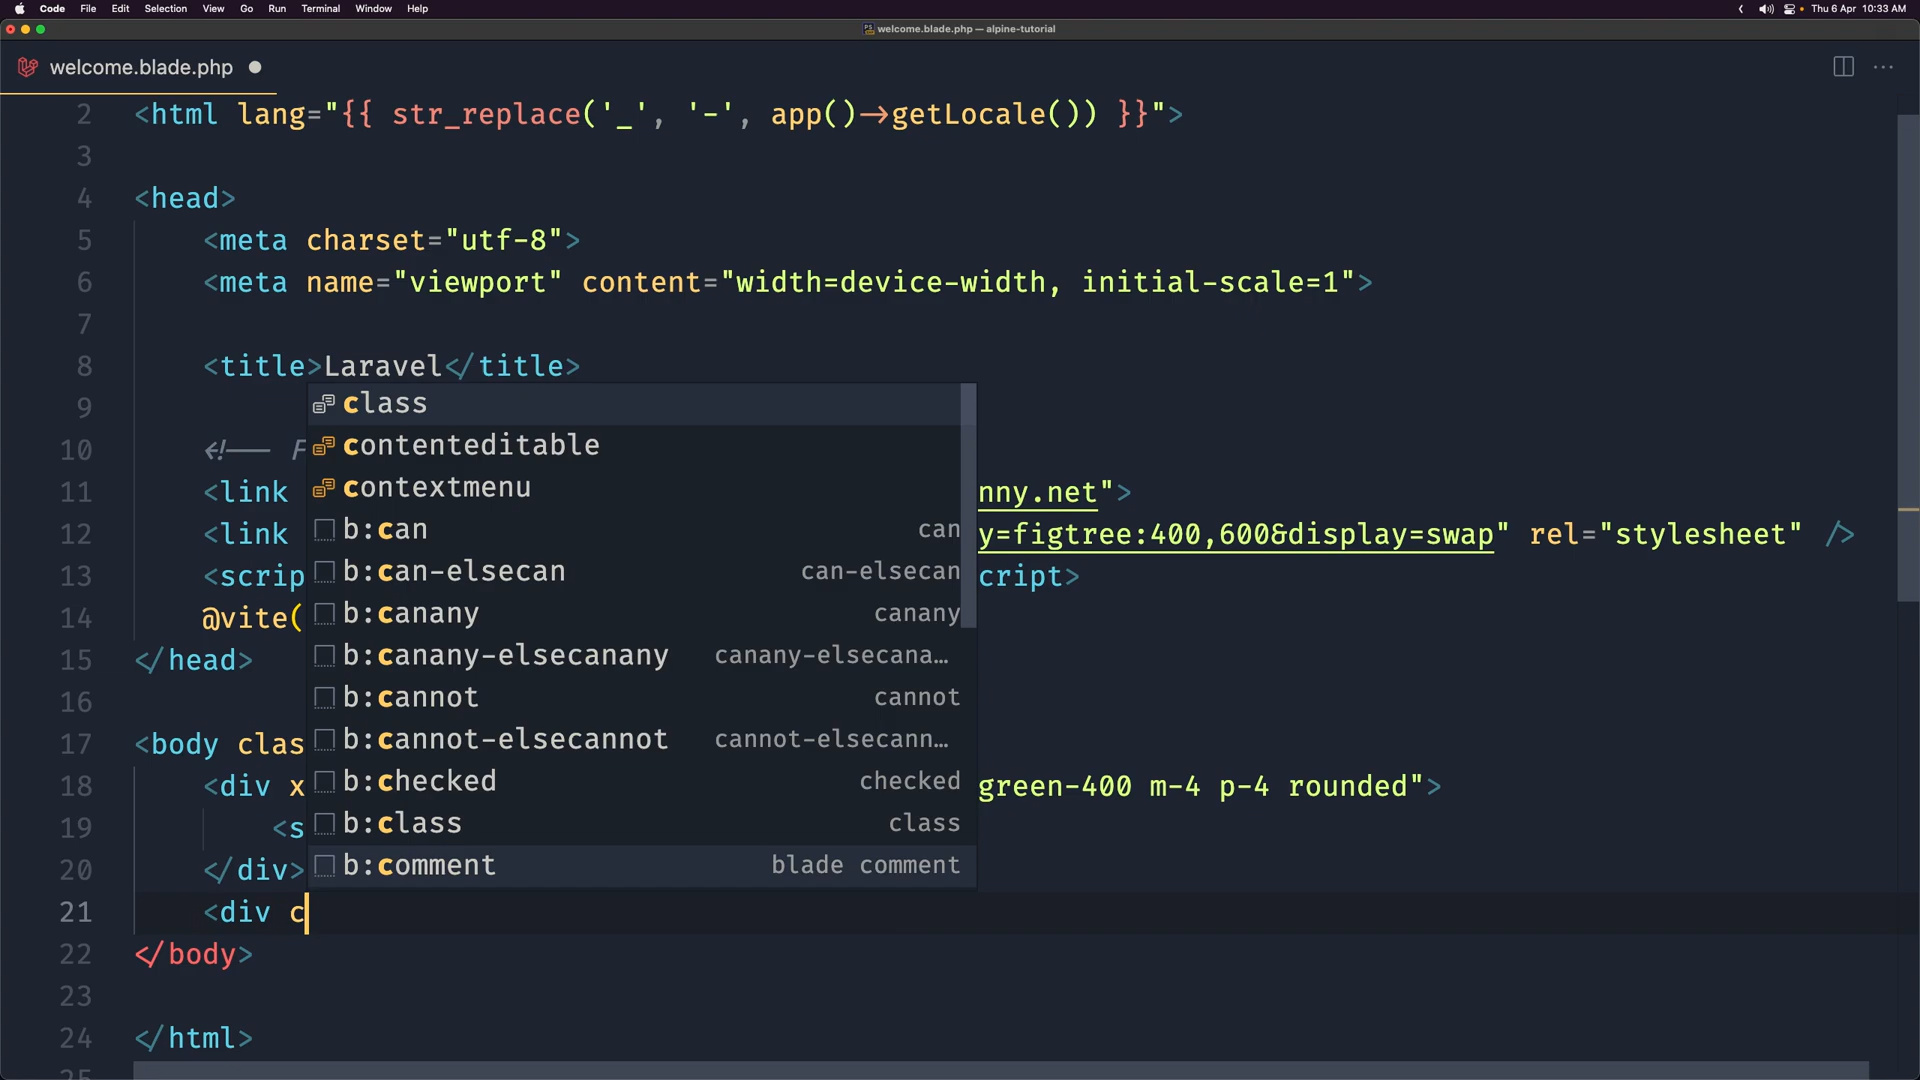 Code File Edit Selection View Go Run Terminal Window Help Thu 6 Apr 10:33 AM
welcome.blade.php — alpine-tutorial
welcome.blade.php
2 <html lang="{{ str_replace('_', '-', app()->getLocale()) }}">
3
4 <head>
5 <meta charset="utf-8">
6 <meta name="viewport" content="width=device-width, initial-scale=1">
7
8 <title>Laravel</title>
9 class
contenteditable
10 <!-- F
contextmenu
11 <link nny.net">
b:can can
12 <link y=figtree:400,600&display=swap" rel="stylesheet" />
b:can-elsecan can-elsecan
13 <scrip cript>
b:canany canany
14 @vite(
b:canany-elsecanany canany-elsecana…
15 </head>
b:cannot cannot
16
b:cannot-elsecannot cannot-elsecann…
17 <body clas
b:checked checked
18 <div x green-400 m-4 p-4 rounded">
b:class class
19 <s
b:comment blade comment
20 </div>
21 <div c
22 </body>
23
24 </html>
25